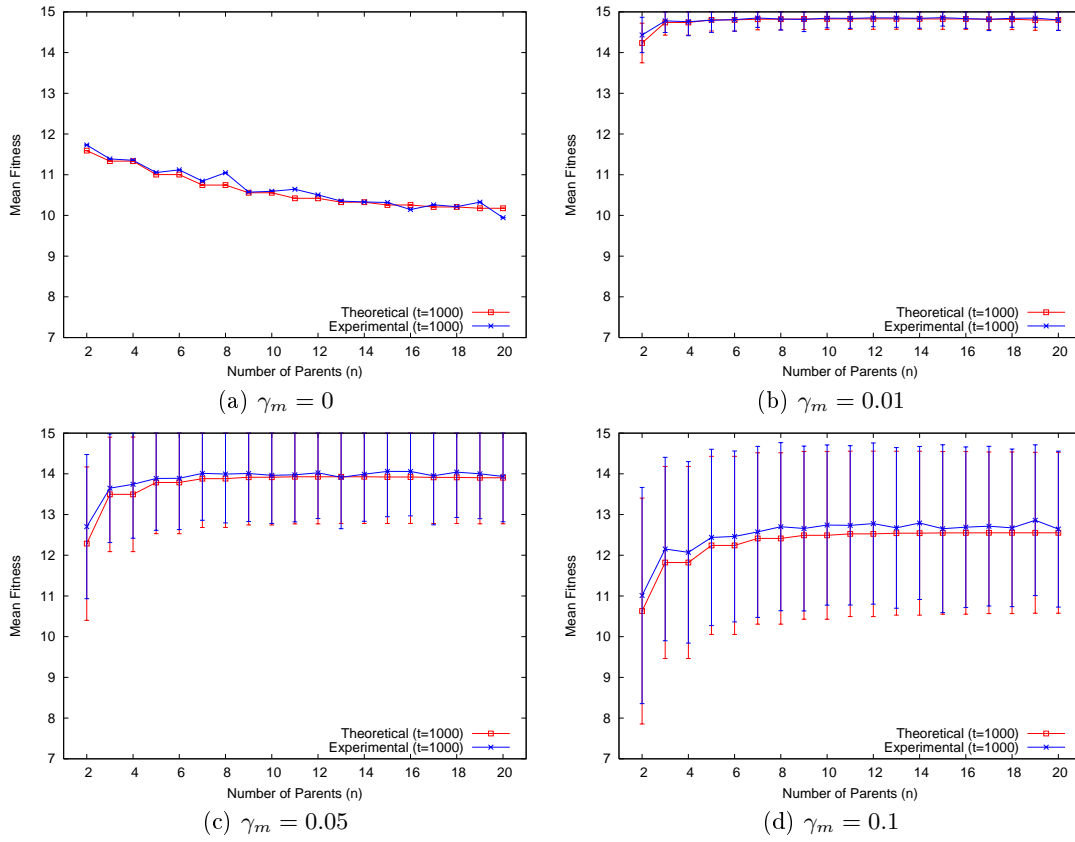 15
14
13
12
11
10
9
8
7
Mean Fitness
Theoretical (t=1000)
Experimental (t=1000)
2 4 6 8 10 12 14 16 18 20
Number of Parents (n)
(a) γm = 0
15
14
13
12
11
10
9
8
7
Mean Fitness
Theoretical (t=1000)
Experimental (t=1000)
2 4 6 8 10 12 14 16 18 20
Number of Parents (n)
(b) γm = 0.01
15
14
13
12
11
10
9
8
7
Mean Fitness
Theoretical (t=1000)
Experimental (t=1000)
2 4 6 8 10 12 14 16 18 20
Number of Parents (n)
(c) γm = 0.05
15
14
13
12
11
10
9
8
7
Mean Fitness
Theoretical (t=1000)
Experimental (t=1000)
2 4 6 8 10 12 14 16 18 20
Number of Parents (n)
(d) γm = 0.1